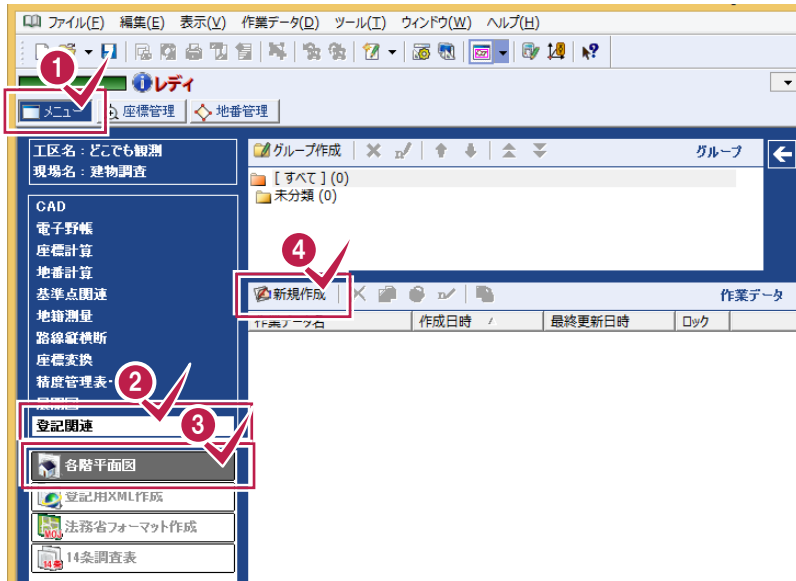 ファイル(F) 編集(E) 表示(V) 作業データ(D) ツール(T) ウィンドウ(W) ヘルプ(H)
1
レディ
メニュー 座標管理 地番管理
工区名：どこでも観測
現場名：建物調査
グループ作成 グループ
[ すべて ] (0)
未分類 (0)
CAD
電子野帳
座標計算
地番計算
基準点関連
地籍測量
路線縦横断
座標変換
精度管理表・
2
登記関連
3
各階平面図
登記用XML作成
法務省フォーマット作成
14条調査表
4
新規作成 作業データ
作業データ名 作成日時 最終更新日時 ロック